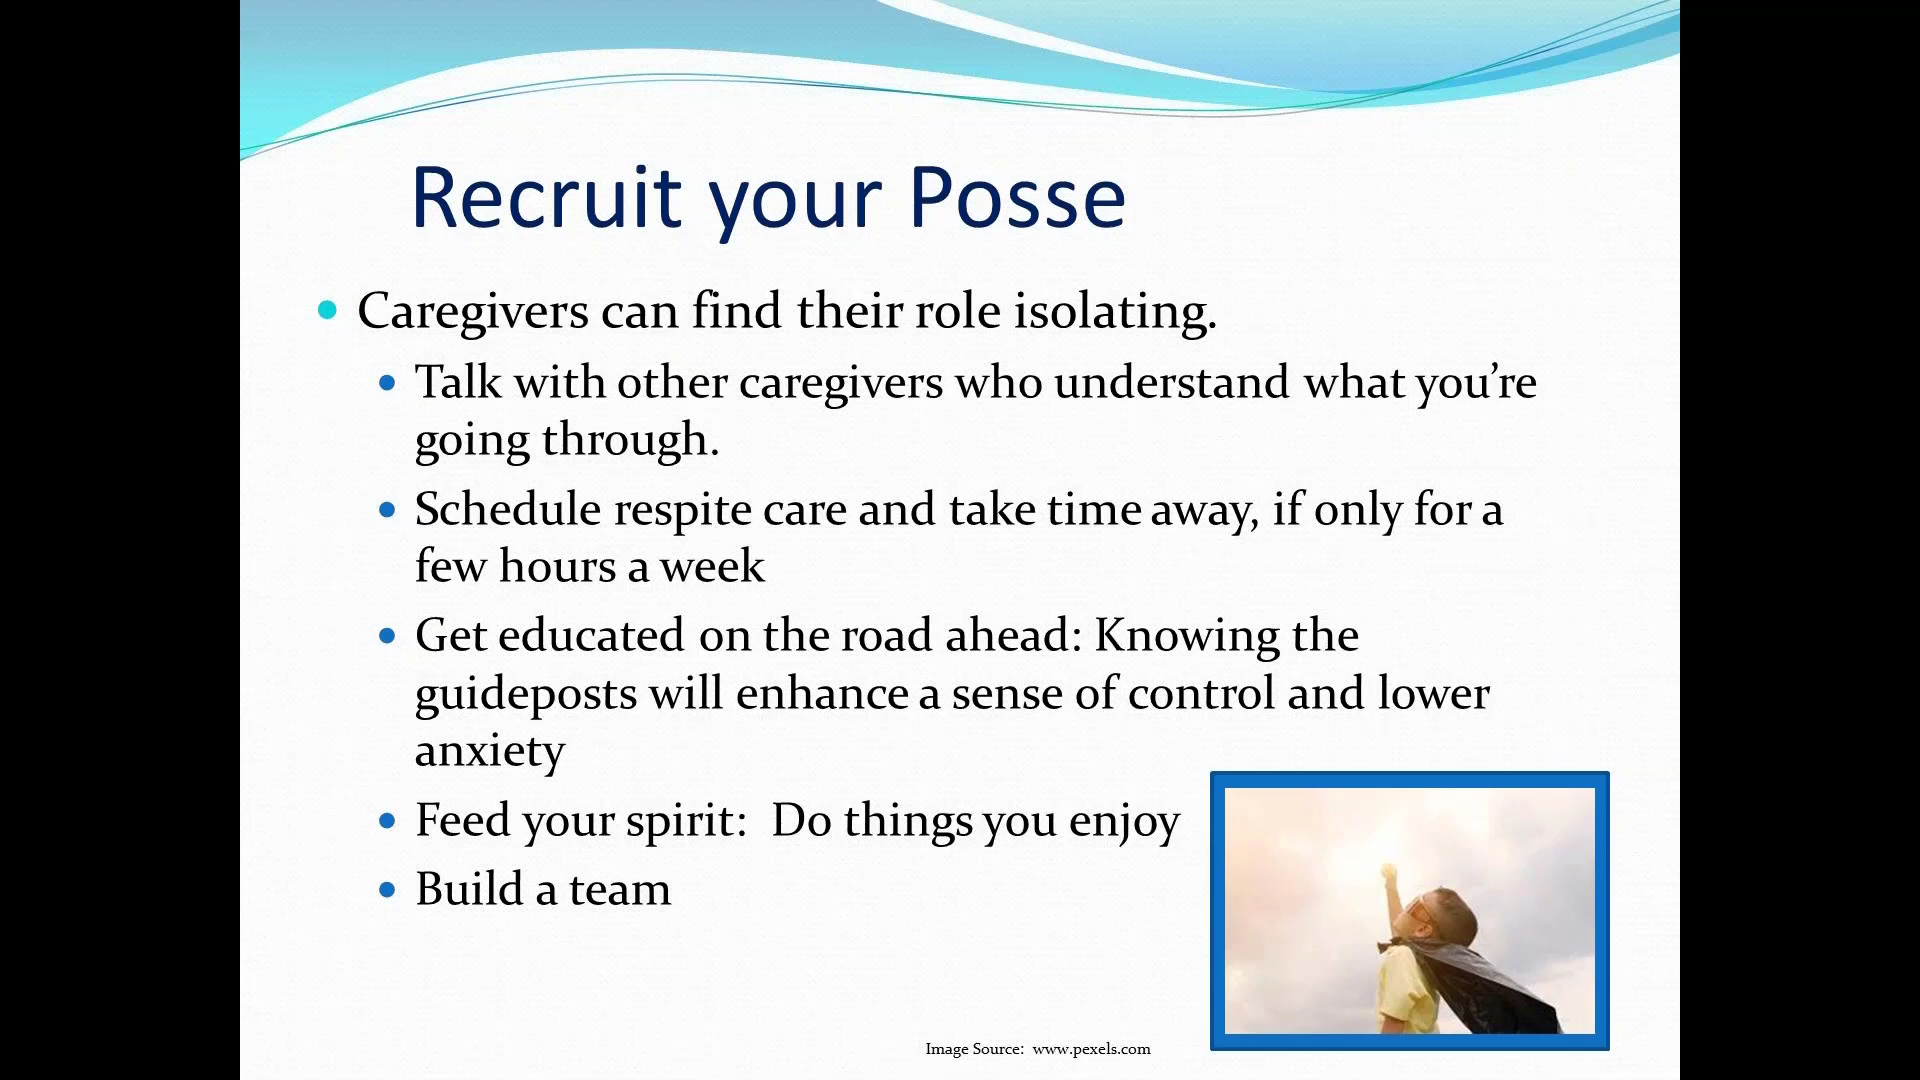 Recruit your Posse
Caregivers can find their role isolating.
Talk with other caregivers who understand what you’re
going through.
Schedule respite care and take time away, if only for a
few hours a week
Get educated on the road ahead: Knowing the
guideposts will enhance a sense of control and lower
anxiety
Feed your spirit:  Do things you enjoy
Build a team
Image Source:  www.pexels.com